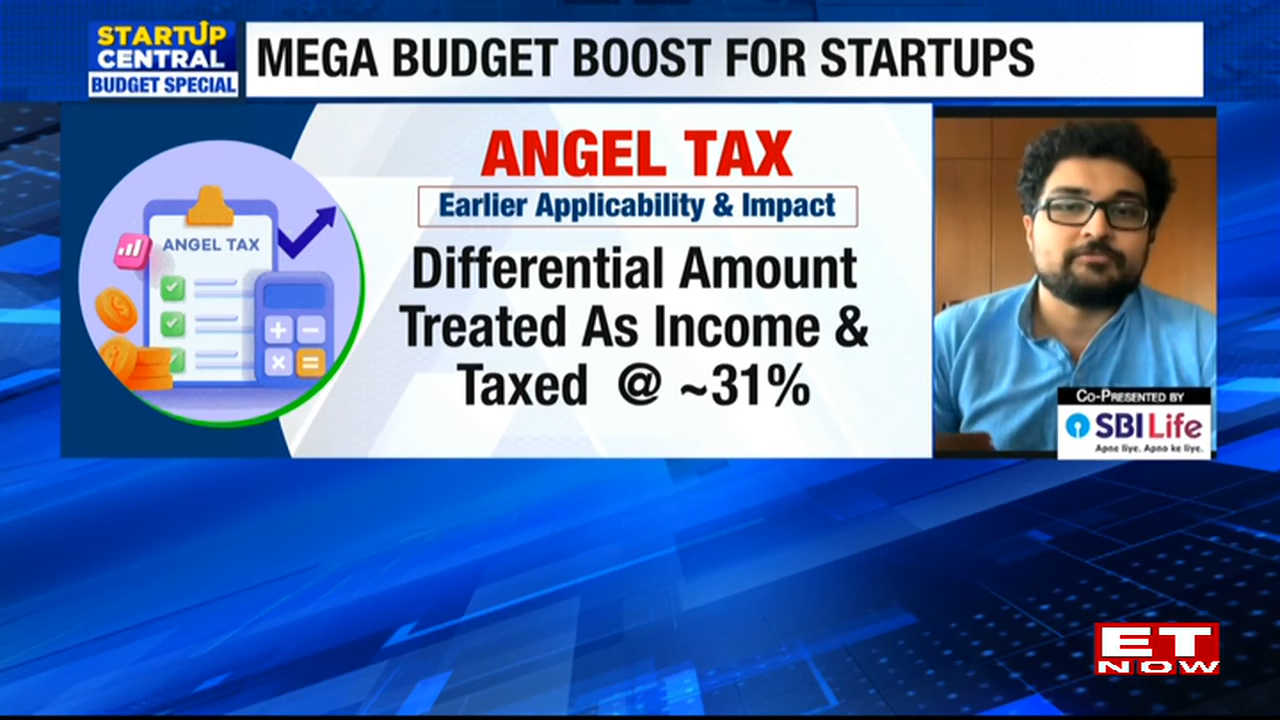 STARTUP
CENTRAL
BUDGET SPECIAL
MEGA BUDGET BOOST FOR STARTUPS
ANGEL TAX
Earlier Applicability & Impact
ANGEL TAX
Differential Amount
Treated As Income &
Taxed @ ~31%
CO-PRESENTED BY
SBI Life
Apne liye. Apno ke liye.
ET
NOW